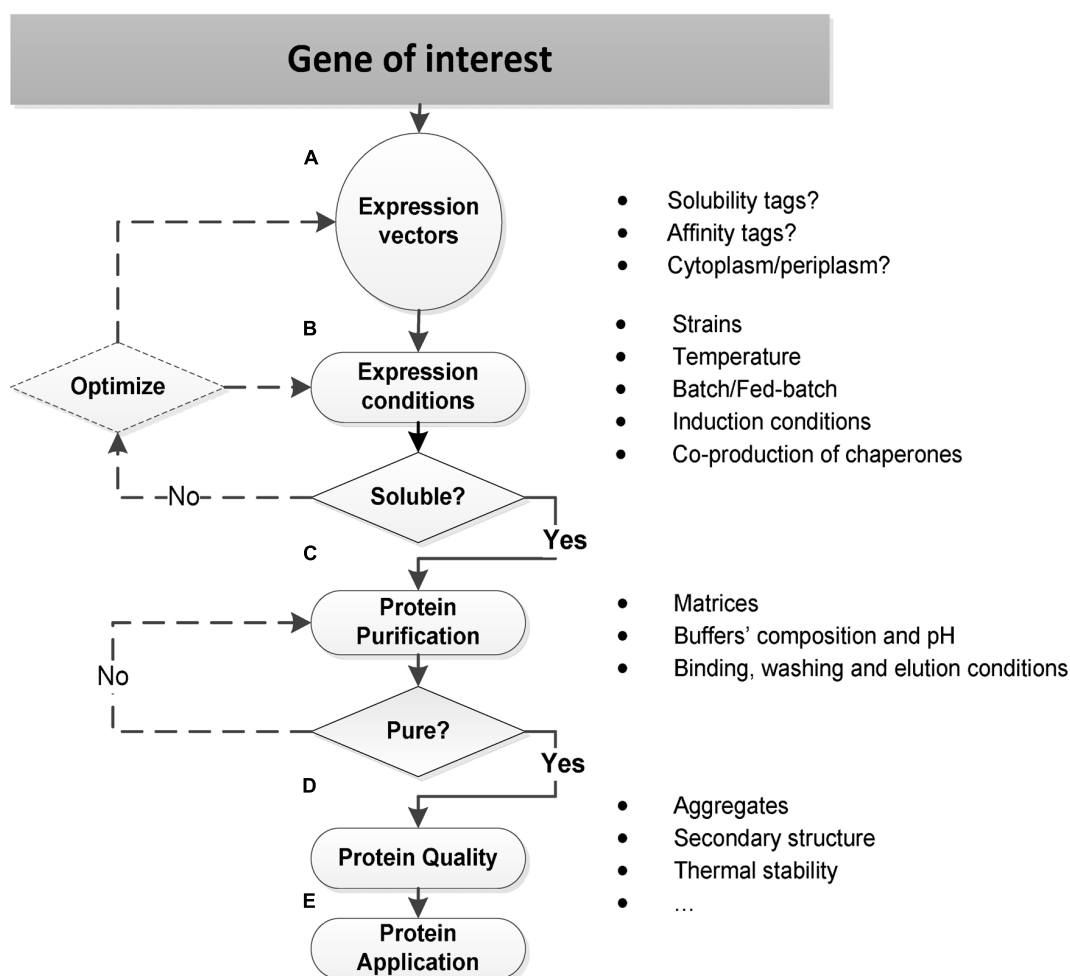 Gene of interest
A
Expression
vectors
• Solubility tags?
• Affinity tags?
• Cytoplasm/periplasm?
B
Expression
conditions
• Strains
• Temperature
• Batch/Fed-batch
• Induction conditions
• Co-production of chaperones
Optimize
Soluble?
No
Yes
C
Protein
Purification
• Matrices
• Buffers’ composition and pH
• Binding, washing and elution conditions
No
Pure?
Yes
D
Protein Quality
• Aggregates
• Secondary structure
• Thermal stability
• ...
E
Protein
Application